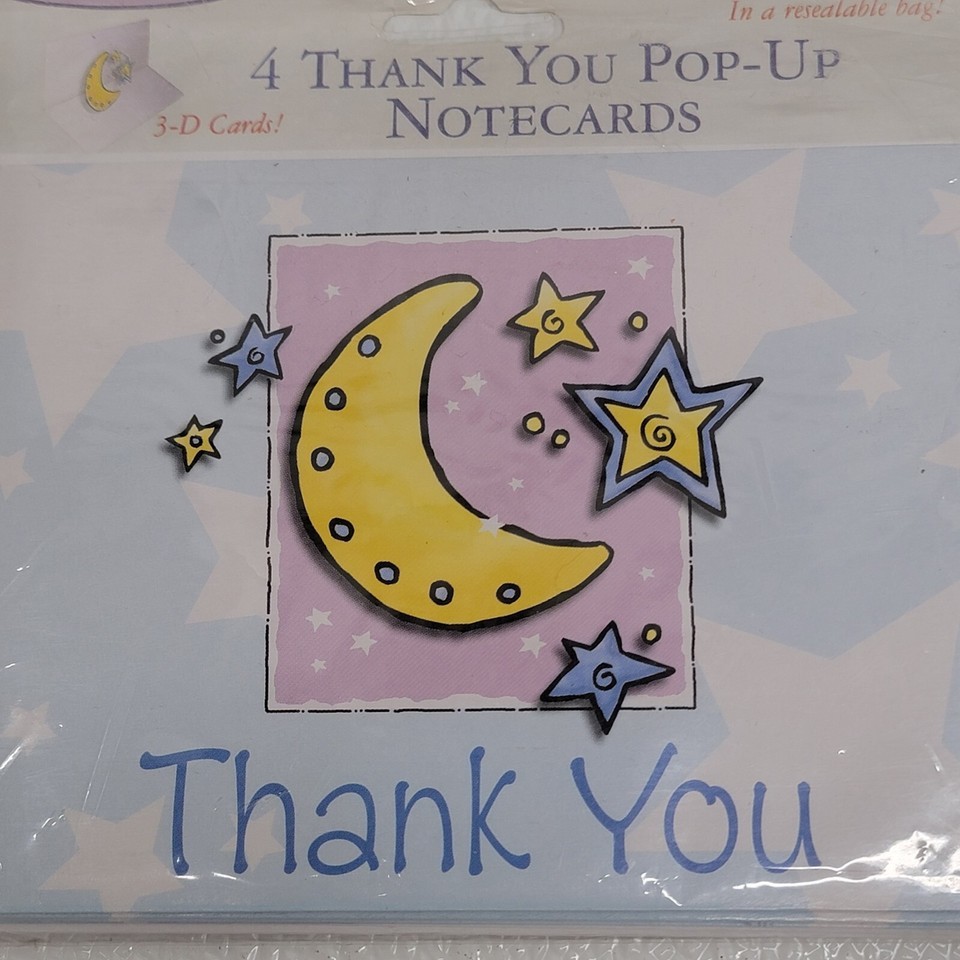 In a resealable bag!
4 THANK YOU POP-UP
NOTECARDS
3-D Cards!
Thank You